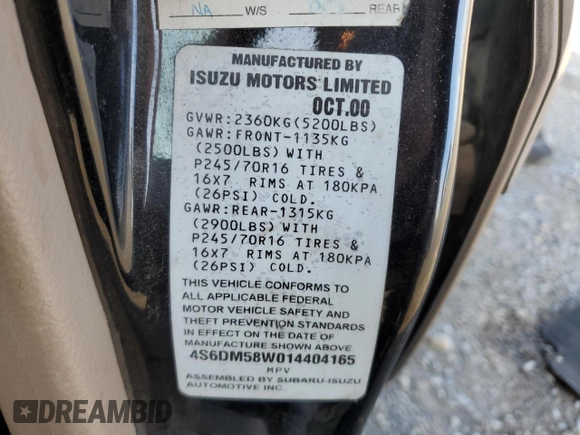 NA W/S REAR
MANUFACTURED BY
ISUZU MOTORS LIMITED
OCT.00
GVWR:2360KG(5200LBS)
GAWR:FRONT-1135KG
(2500LBS) WITH
P245/70R16 TIRES &
16X7 RIMS AT 180KPA
(26PSI) COLD.
GAWR:REAR-1315KG
(2900LBS) WITH
P245/70R16 TIRES &
16X7 RIMS AT 180KPA
(26PSI) COLD.
THIS VEHICLE CONFORMS TO
ALL APPLICABLE FEDERAL
MOTOR VEHICLE SAFETY AND
THEFT PREVENTION STANDARDS
IN EFFECT ON THE DATE OF
MANUFACTURE SHOWN ABOVE
4S6DM58W014404165
MPV
ASSEMBLED BY SUBARU-ISUZU
AUTOMOTIVE INC.
DREAMBID